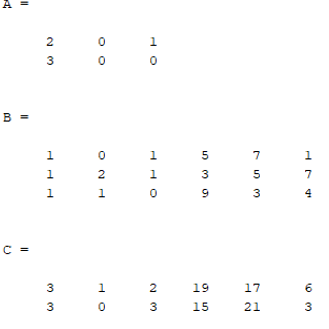 A =
2 0 1
3 0 0
B =
1 0 1 5 7 1
1 2 1 3 5 7
1 1 0 9 3 4
C =
3 1 2 19 17 6
3 0 3 15 21 3